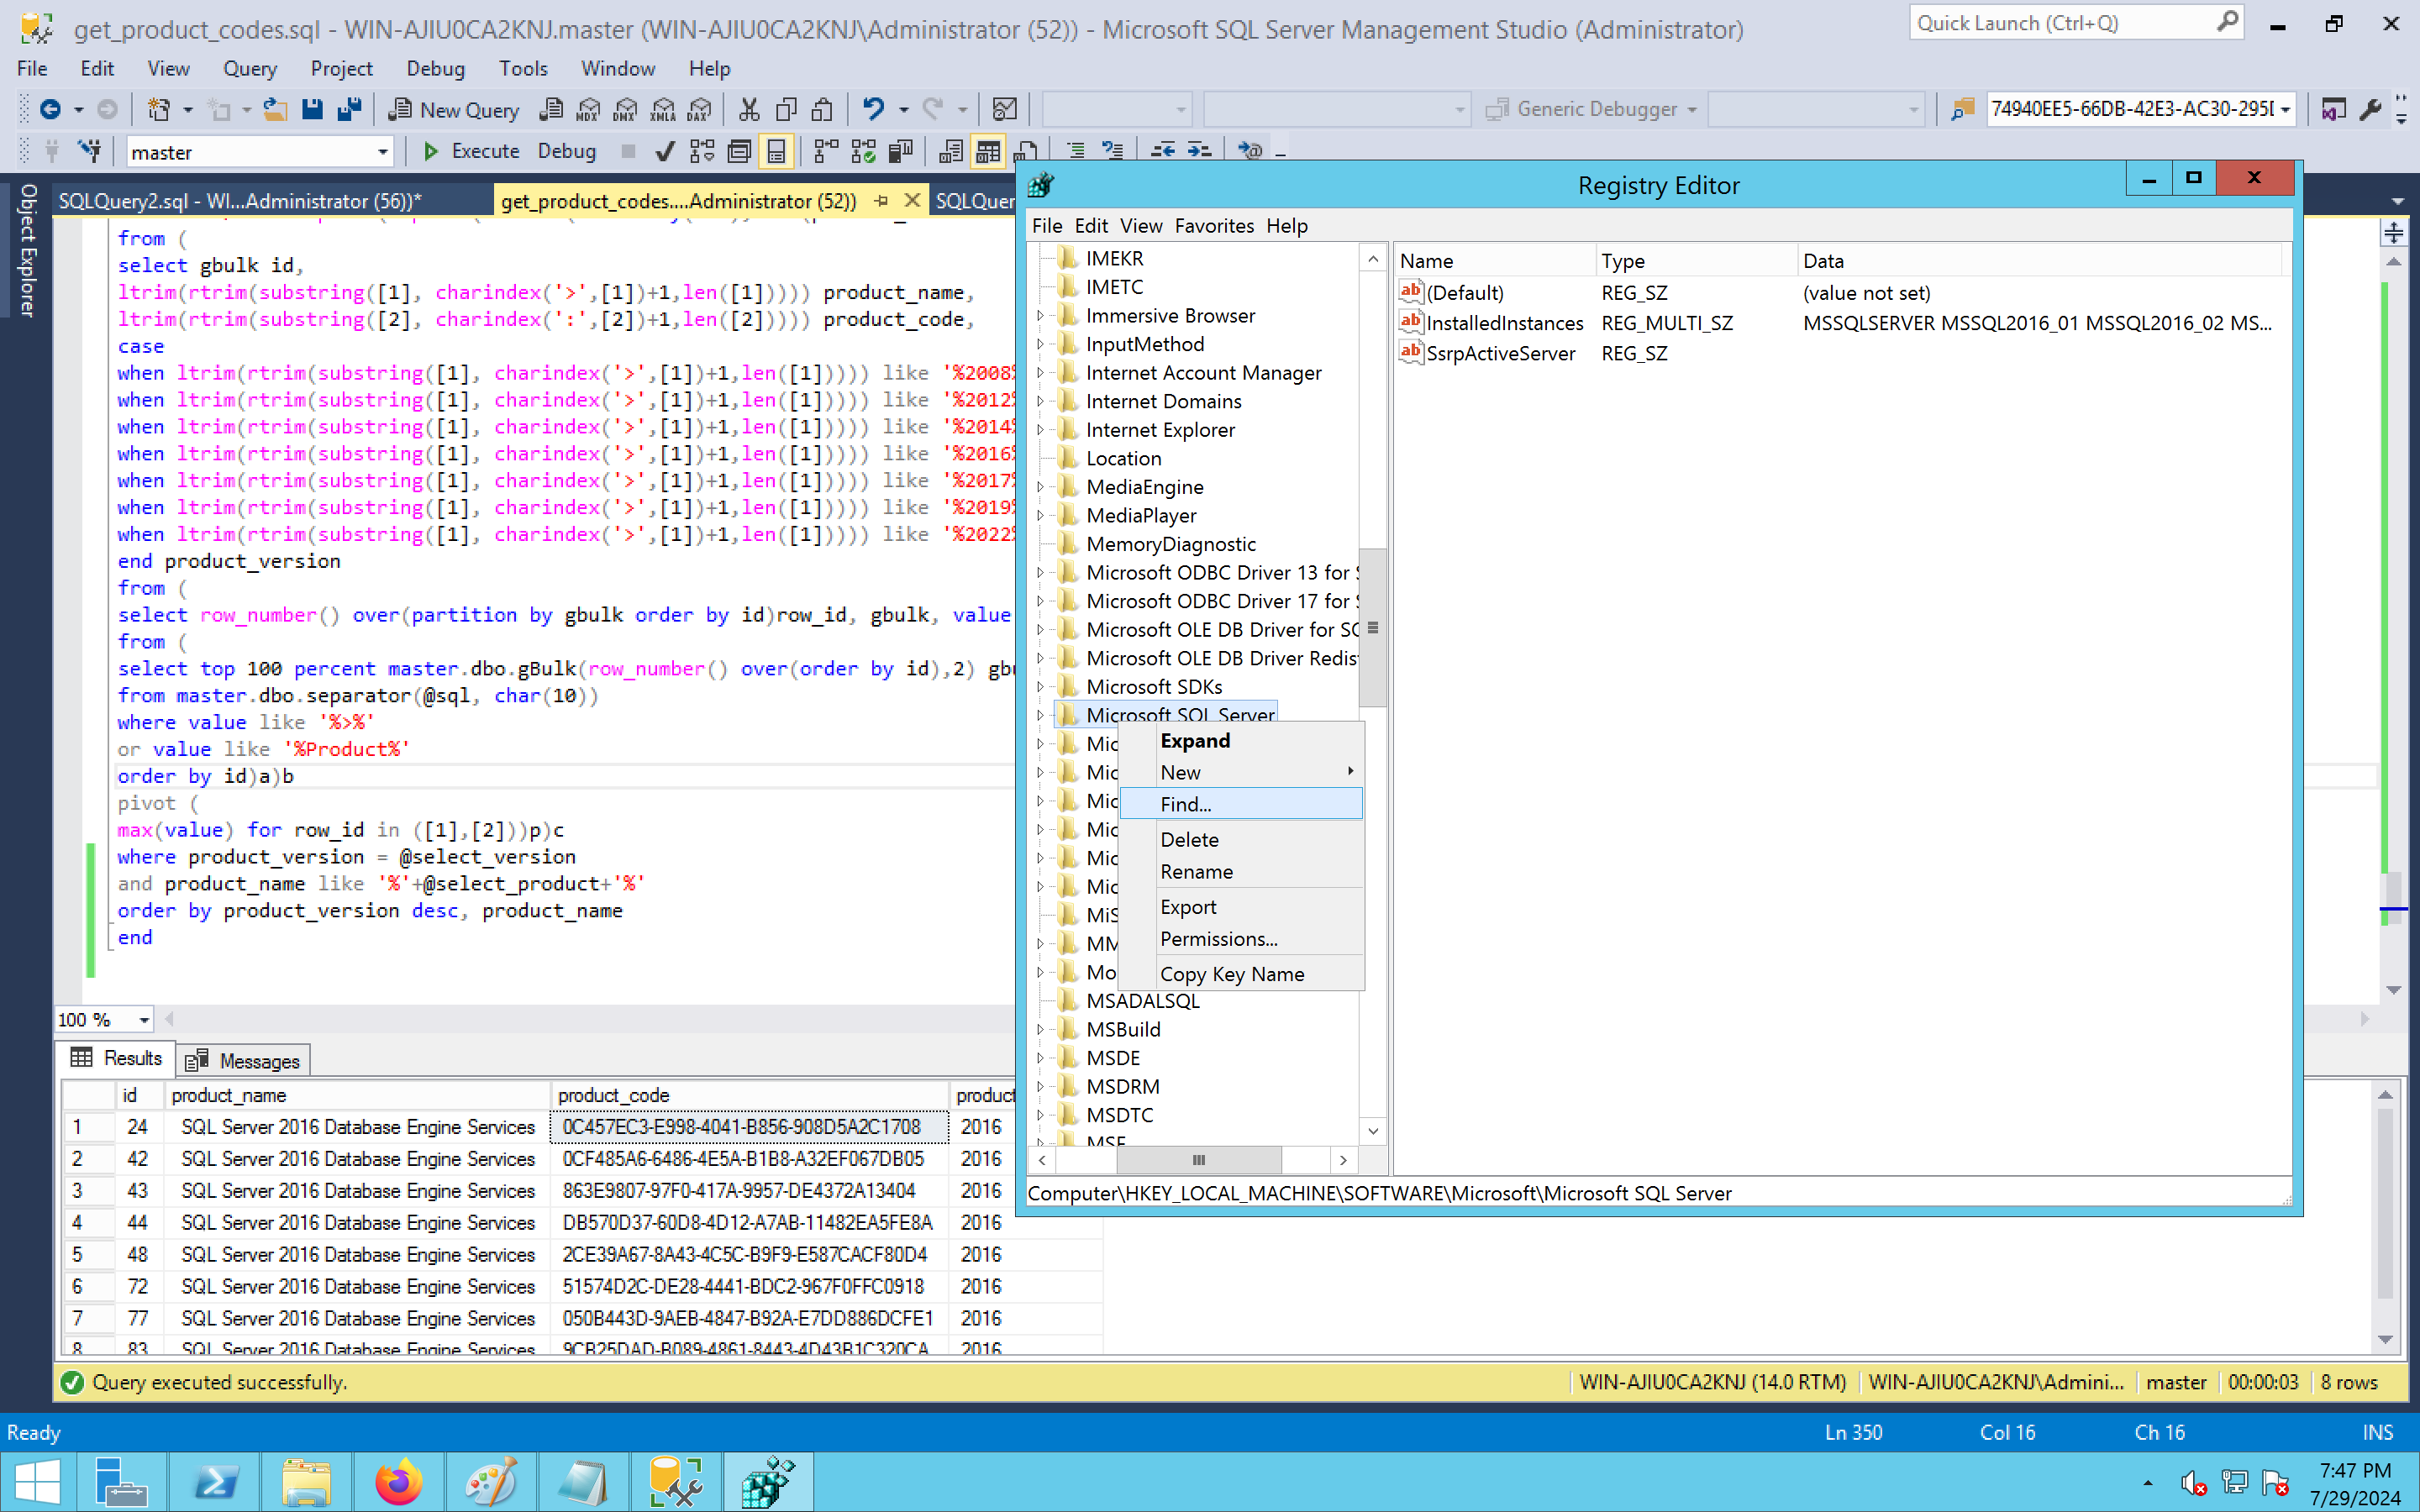 get_product_codes.sql - WIN-AJIU0CA2KNJ.master (WIN-AJIU0CA2KNJ\Administrator (52)) - Microsoft SQL Server Management Studio (Administrator)
Quick Launch (Ctrl+Q)
File Edit View Query Project Debug Tools Window Help
New Query MDX DMX XMLA DAX Generic Debugger 74940EE5-66DB-42E3-AC30-295
master Execute Debug
Object Explorer
SQLQuery2.sql - WI...Administrator (56))*
get_product_codes....Administrator (52))
SQLQuer
from (
select gbulk id,
ltrim(rtrim(substring([1], charindex('>',[1])+1,len([1])))) product_name,
ltrim(rtrim(substring([2], charindex(':',[2])+1,len([2])))) product_code,
case
when ltrim(rtrim(substring([1], charindex('>',[1])+1,len([1])))) like '%2008%
when ltrim(rtrim(substring([1], charindex('>',[1])+1,len([1])))) like '%2012%
when ltrim(rtrim(substring([1], charindex('>',[1])+1,len([1])))) like '%2014%
when ltrim(rtrim(substring([1], charindex('>',[1])+1,len([1])))) like '%2016%
when ltrim(rtrim(substring([1], charindex('>',[1])+1,len([1])))) like '%2017%
when ltrim(rtrim(substring([1], charindex('>',[1])+1,len([1])))) like '%2019%
when ltrim(rtrim(substring([1], charindex('>',[1])+1,len([1])))) like '%2022%
end product_version
from (
select row_number() over(partition by gbulk order by id)row_id, gbulk, value
from (
select top 100 percent master.dbo.gBulk(row_number() over(order by id),2) gbu
from master.dbo.separator(@sql, char(10))
where value like '%>%'
or value like '%Product%'
order by id)a)b
pivot (
max(value) for row_id in ([1],[2]))p)c
where product_version = @select_version
and product_name like '%'+@select_product+'%'
order by product_version desc, product_name
end
100 %
Results Messages
id product_name product_code product
1 24 SQL Server 2016 Database Engine Services 0C457EC3-E998-4041-B856-908D5A2C1708 2016
2 42 SQL Server 2016 Database Engine Services 0CF485A6-6486-4E5A-B1B8-A32EF067DB05 2016
3 43 SQL Server 2016 Database Engine Services 863E9807-97F0-417A-9957-DE4372A13404 2016
4 44 SQL Server 2016 Database Engine Services DB570D37-60D8-4D12-A7AB-11482EA5FE8A 2016
5 48 SQL Server 2016 Database Engine Services 2CE39A67-8A43-4C5C-B9F9-E587CACF80D4 2016
6 72 SQL Server 2016 Database Engine Services 51574D2C-DE28-4441-BDC2-967F0FFC0918 2016
7 77 SQL Server 2016 Database Engine Services 050B443D-9AEB-4847-B92A-E7DD886DCFE1 2016
8 83 SQL Server 2016 Database Engine Services 9CB25DAD-B089-4861-8443-4D43B1C320CA 2016
Query executed successfully.
WIN-AJIU0CA2KNJ (14.0 RTM) WIN-AJIU0CA2KNJ\Admini... master 00:00:03 8 rows
Registry Editor
File Edit View Favorites Help
IMEKR
IMETC
Immersive Browser
InputMethod
Internet Account Manager
Internet Domains
Internet Explorer
Location
MediaEngine
MediaPlayer
MemoryDiagnostic
Microsoft ODBC Driver 13 for S
Microsoft ODBC Driver 17 for S
Microsoft OLE DB Driver for SQ
Microsoft OLE DB Driver Redis
Microsoft SDKs
Microsoft SQL Server
Mic
Mic
Mic
Mic
Mic
Mic
MiS
MM
Mo
MSADALSQL
MSBuild
MSDE
MSDRM
MSDTC
MSF
Expand
New
Find...
Delete
Rename
Export
Permissions...
Copy Key Name
Name Type Data
(Default) REG_SZ (value not set)
InstalledInstances REG_MULTI_SZ MSSQLSERVER MSSQL2016_01 MSSQL2016_02 MS...
SsrpActiveServer REG_SZ
Computer\HKEY_LOCAL_MACHINE\SOFTWARE\Microsoft\Microsoft SQL Server
Ready
Ln 350 Col 16 Ch 16 INS
7:47 PM
7/29/2024